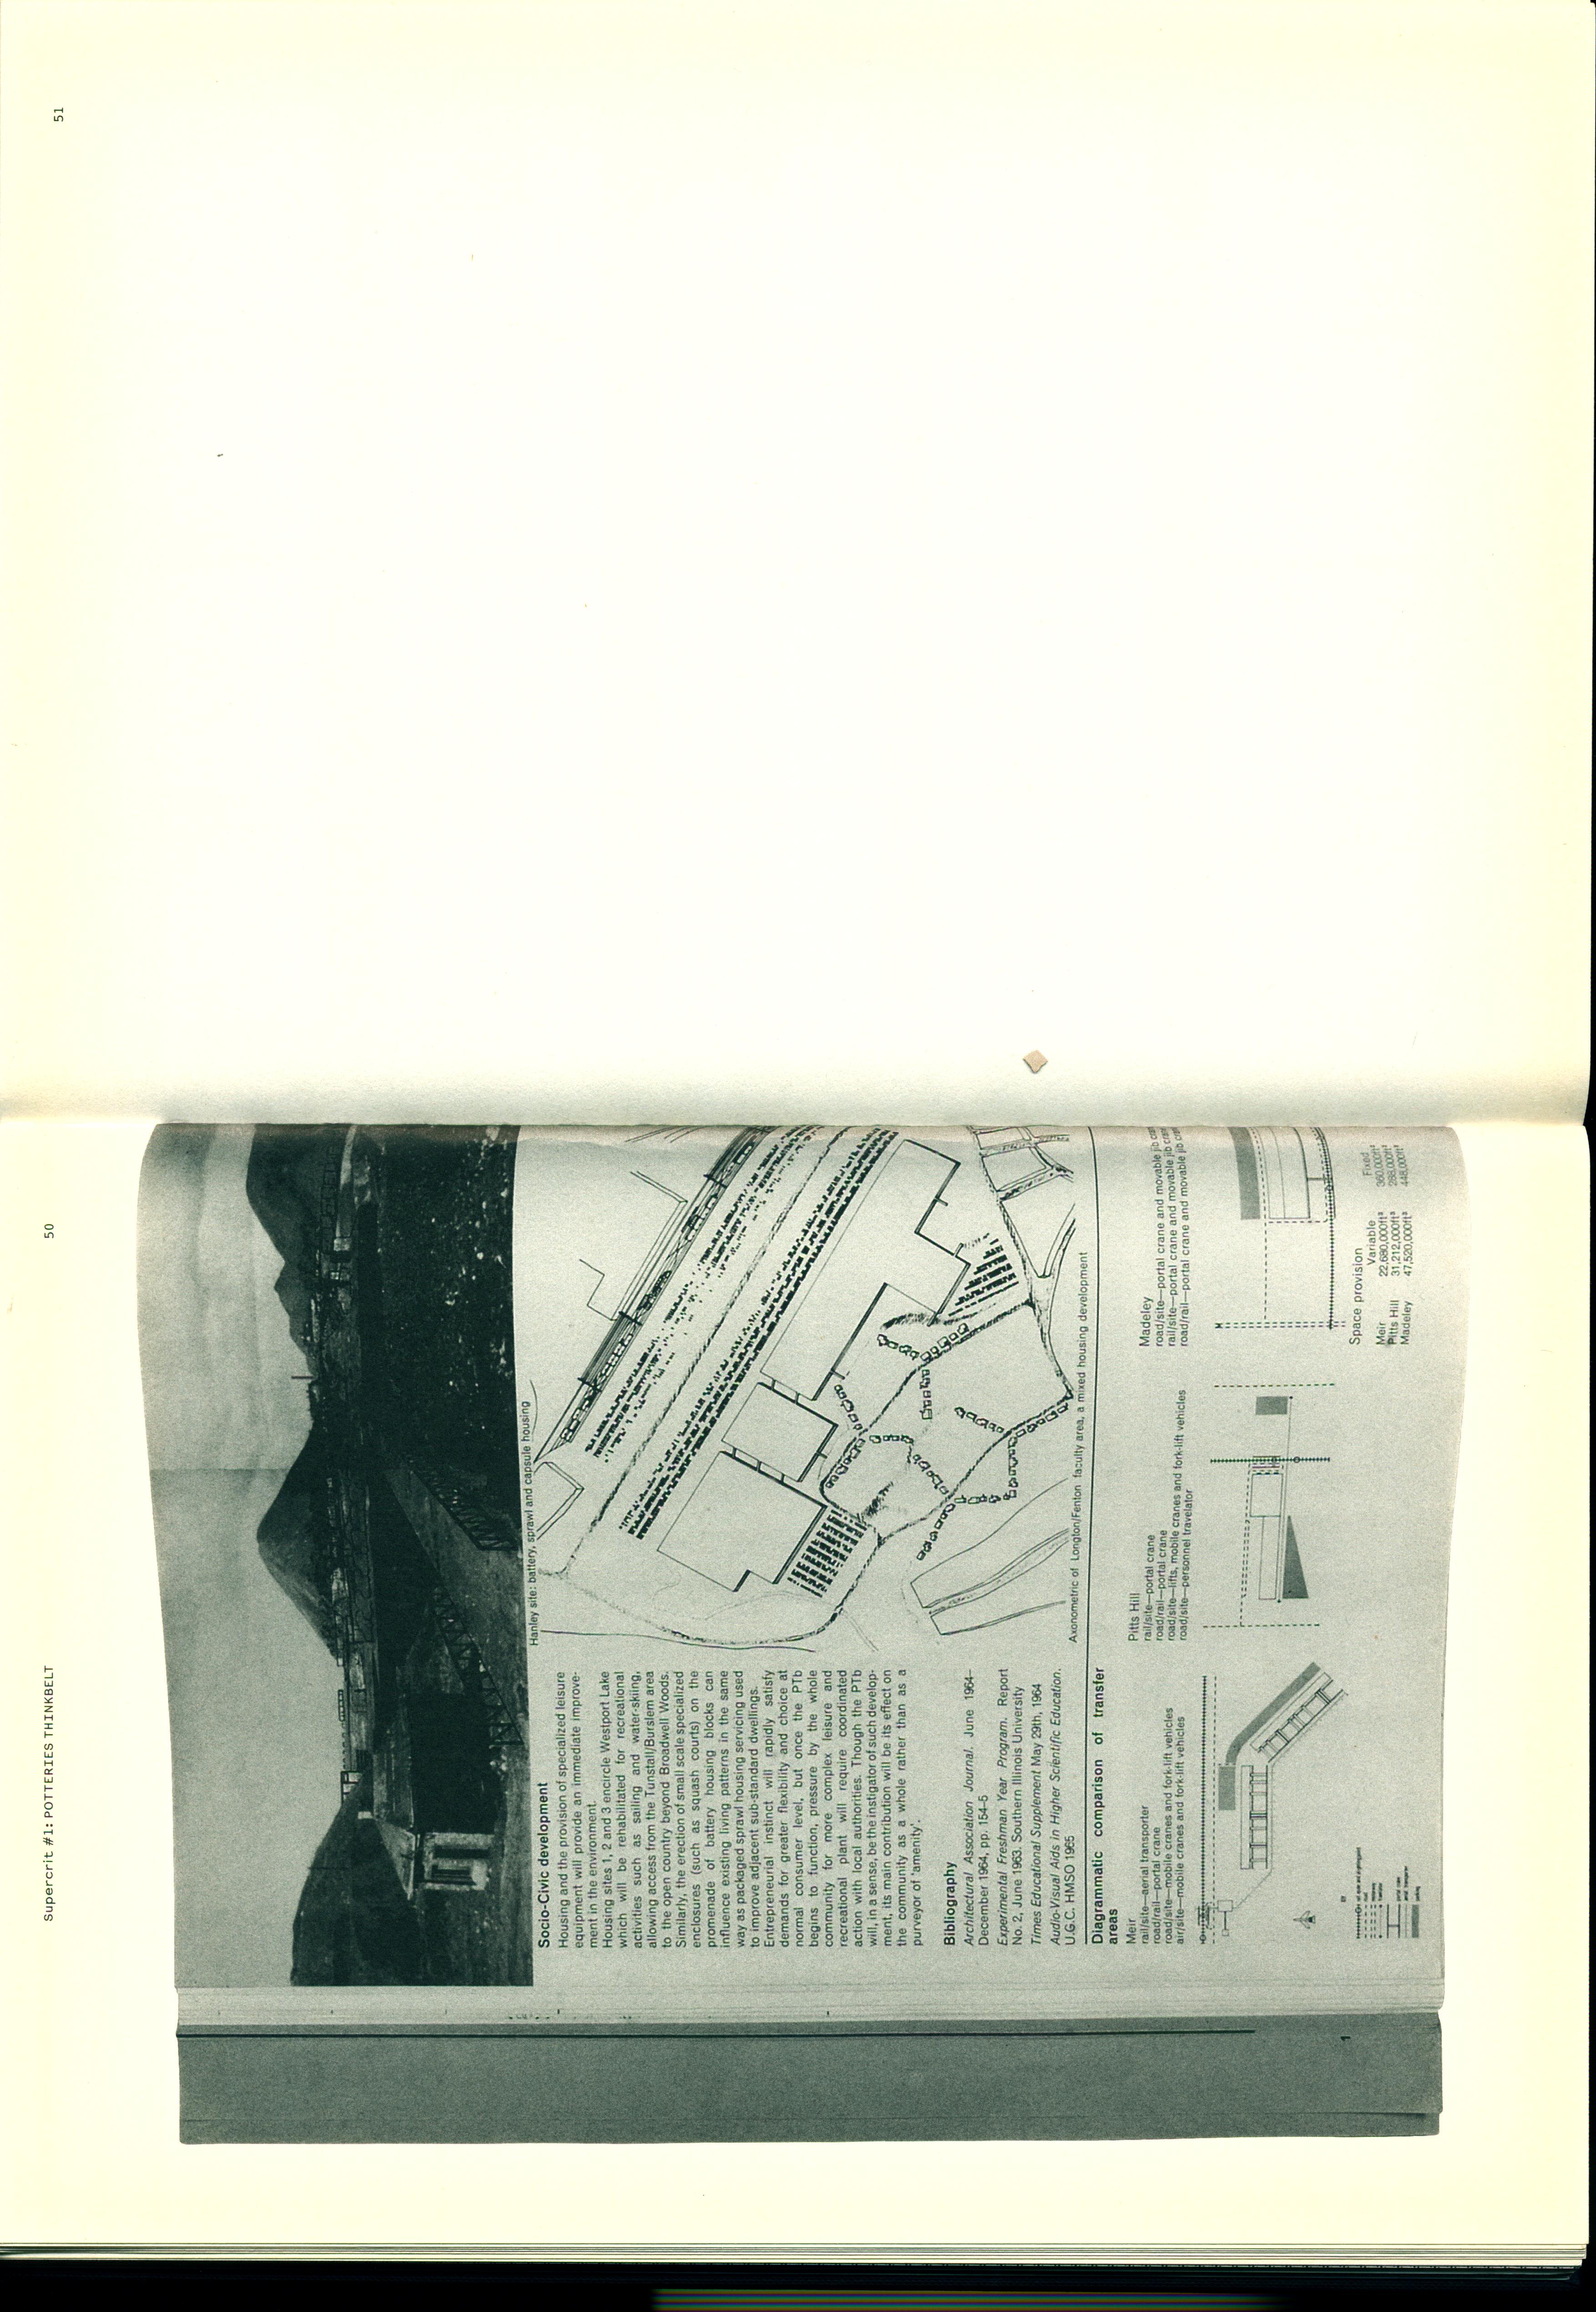 Supercrit #1: POTTERIES THINKBELT
50
51
Hanley site: battery, sprawl and capsule housing
Socio-Civic development
Housing and the provision of specialized leisure
equipment will provide an immediate improve-
ment in the environment.
Housing sites 1, 2 and 3 encircle Westport Lake
which will be rehabilitated for recreational
activities such as sailing and water-skiing,
allowing access from the Tunstall/Burslem area
to the open country beyond Broadwell Woods.
Similarly, the erection of small scale specialized
enclosures (such as squash courts) on the
promenade of battery housing blocks can
influence existing living patterns in the same
way as packaged sprawl housing servicing used
to improve adjacent sub-standard dwellings.
Entrepreneurial instinct will rapidly satisfy
demands for greater flexibility and choice at
normal consumer level, but once the PTb
begins to function, pressure by the whole
community for more complex leisure and
recreational plant will require coordinated
action with local authorities. Though the PTb
will, in a sense, be the instigator of such develop-
ment, its main contribution will be its effect on
the community as a whole rather than as a
purveyor of 'amenity'.
Bibliography
Architectural Association Journal. June 1964–
December 1964, pp. 154-5
Experimental Freshman Year Program. Report
No. 2, June 1963. Southern Illinois University
Times Educational Supplement May 29th, 1964
Audio-Visual Aids in Higher Scientific Education.
U.G.C. HMSO 1965
Axonometric of Longton/Fenton faculty area, a mixed housing development
Diagrammatic comparison of transfer
areas
Meir
rail/site—aerial transporter
road/rail—portal crane
road/site—mobile cranes and fork-lift vehicles
air/site—mobile cranes and fork-lift vehicles
Pitts Hill
rail/site—portal crane
road/rail—portal crane
road/site—lifts, mobile cranes and fork-lift vehicles
road/site—personnel travelator
Madeley
road/site—portal crane and movable jib
rail/site—portal crane and movable jib
road/rail—portal crane and movable jib
Space provision
Variable Fixed
Meir 22,680,000ft³ 360,000ft³
Pitts Hill 31,212,000ft³ 288,000ft³
Madeley 47,520,000ft³ 448,000ft³